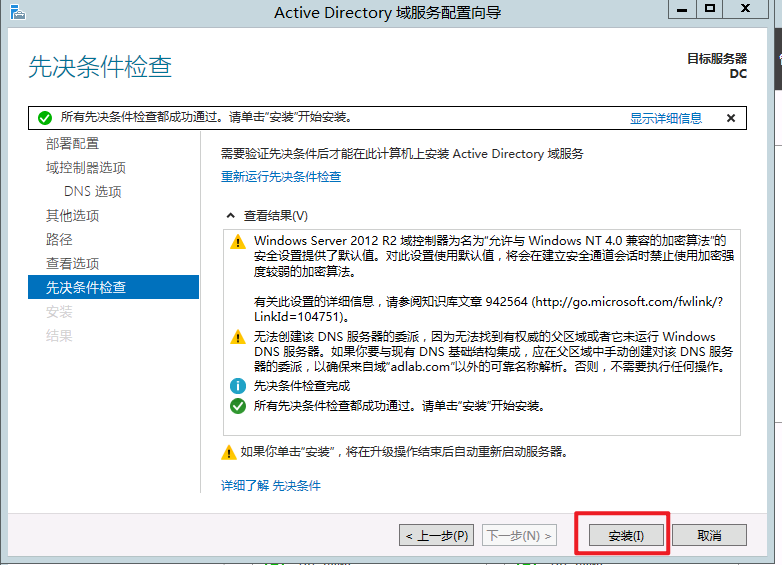 Active Directory 域服务配置向导
先决条件检查
目标服务器
DC
所有先决条件检查都成功通过。请单击"安装"开始安装。
显示详细信息
部署配置
域控制器选项
DNS 选项
其他选项
路径
查看选项
先决条件检查
安装
结果
需要验证先决条件后才能在此计算机上安装 Active Directory 域服务
重新运行先决条件检查
查看结果(V)
Windows Server 2012 R2 域控制器为名为"允许与 Windows NT 4.0 兼容的加密算法"的
安全设置提供了默认值。对此设置使用默认值，将会在建立安全通道会话时禁止使用加密强
度较弱的加密算法。
有关此设置的详细信息，请参阅知识库文章 942564 (http://go.microsoft.com/fwlink/?
LinkId=104751)。
无法创建该 DNS 服务器的委派，因为无法找到有权威的父区域或者它未运行 Windows
DNS 服务器。如果你要与现有 DNS 基础结构集成，应在父区域中手动创建对该 DNS 服务
器的委派，以确保来自域"adlab.com"以外的可靠名称解析。否则，不需要执行任何操作。
先决条件检查完成
所有先决条件检查都成功通过。请单击"安装"开始安装。
如果你单击"安装"，将在升级操作结束后自动重新启动服务器。
详细了解 先决条件
< 上一步(P)
下一步(N) >
安装(I)
取消